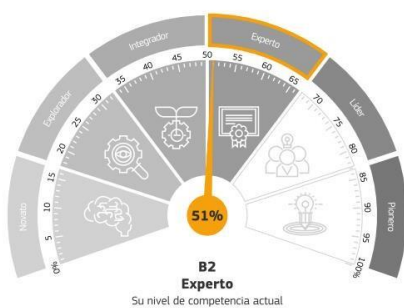 Novato
Explorador
Integrador
Experto
Líder
Pionero
0%
5
10
15
20
25
30
35
40
45
50
55
60
65
70
75
80
85
90
95
100%
51%
B2
Experto
Su nivel de competencia actual